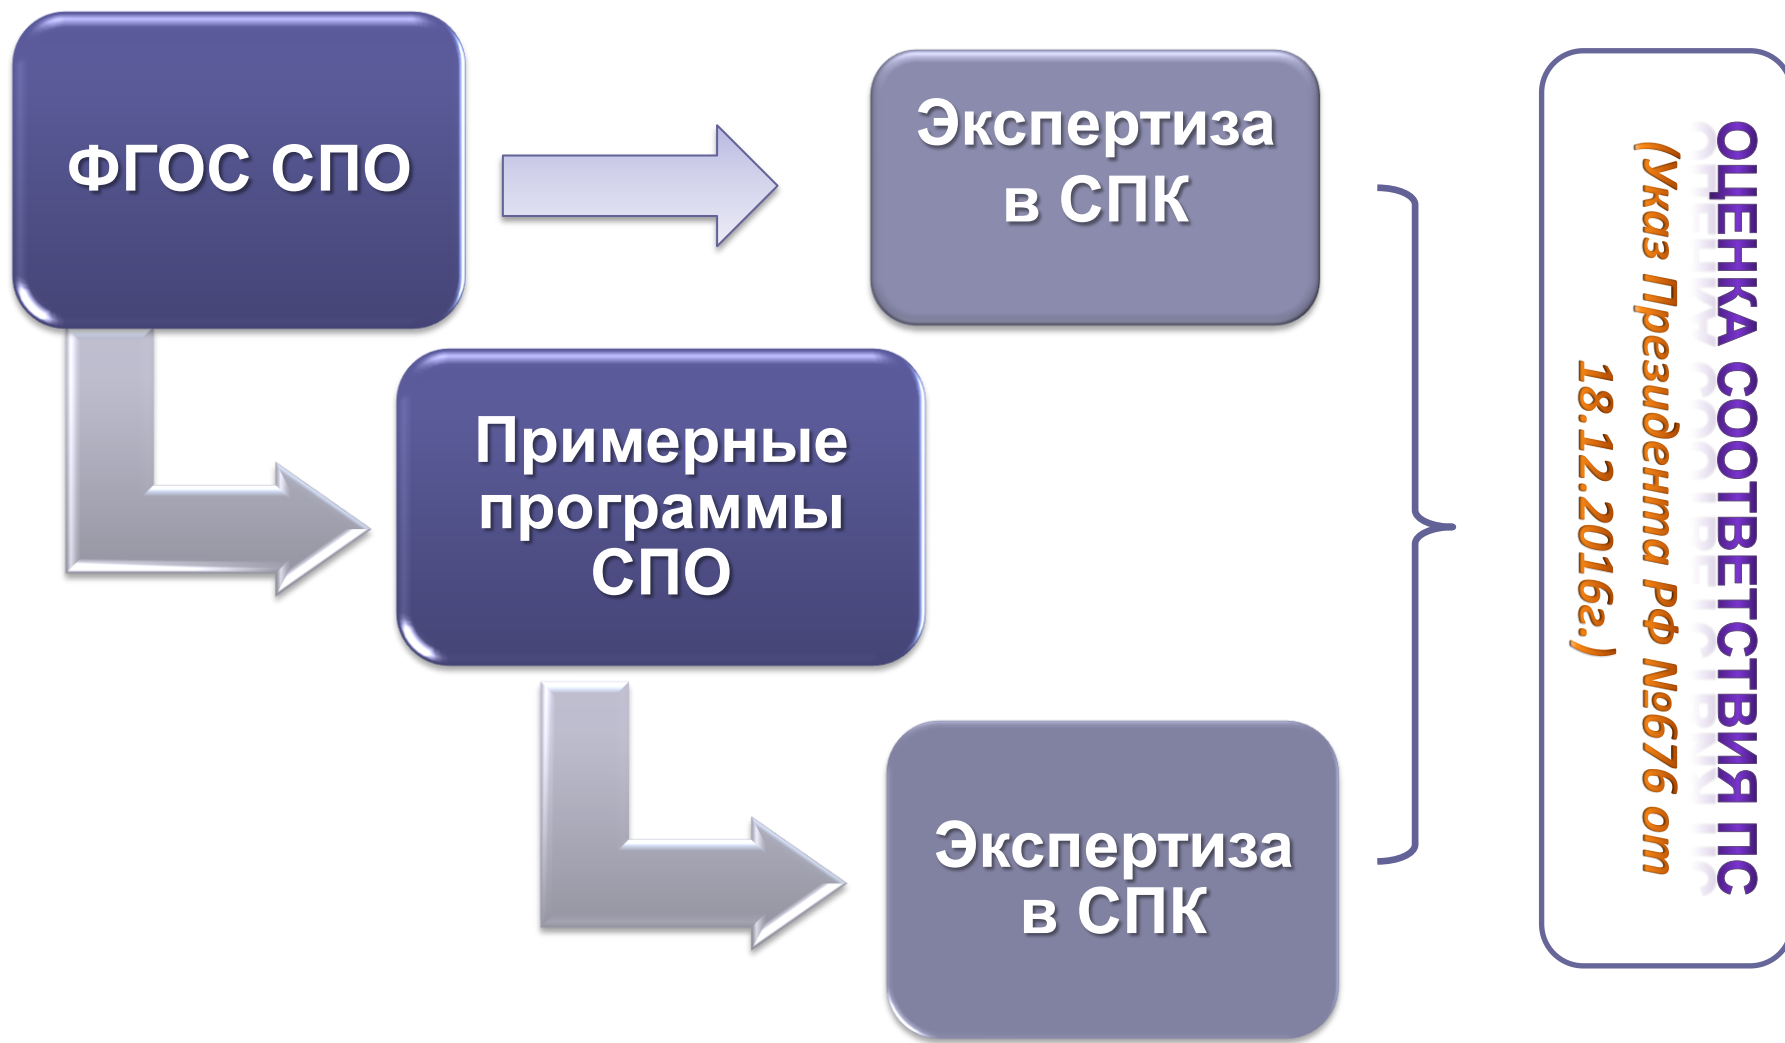 ФГОС СПО
Экспертиза
в СПК
Примерные
программы
СПО
Экспертиза
в СПК
ОЦЕНКА СООТВЕТСТВИЯ ПС
(Указ Президента РФ №676 от
18.12.2016г.)